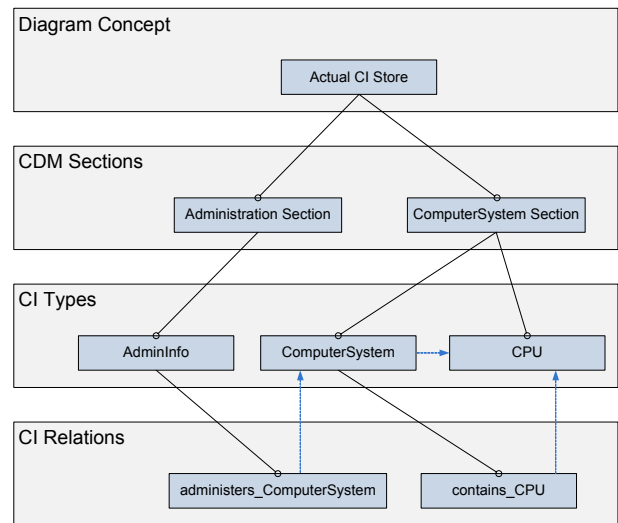 Diagram Concept
Actual CI Store
CDM Sections
Administration Section
ComputerSystem Section
CI Types
AdminInfo
ComputerSystem
CPU
CI Relations
administers_ComputerSystem
contains_CPU